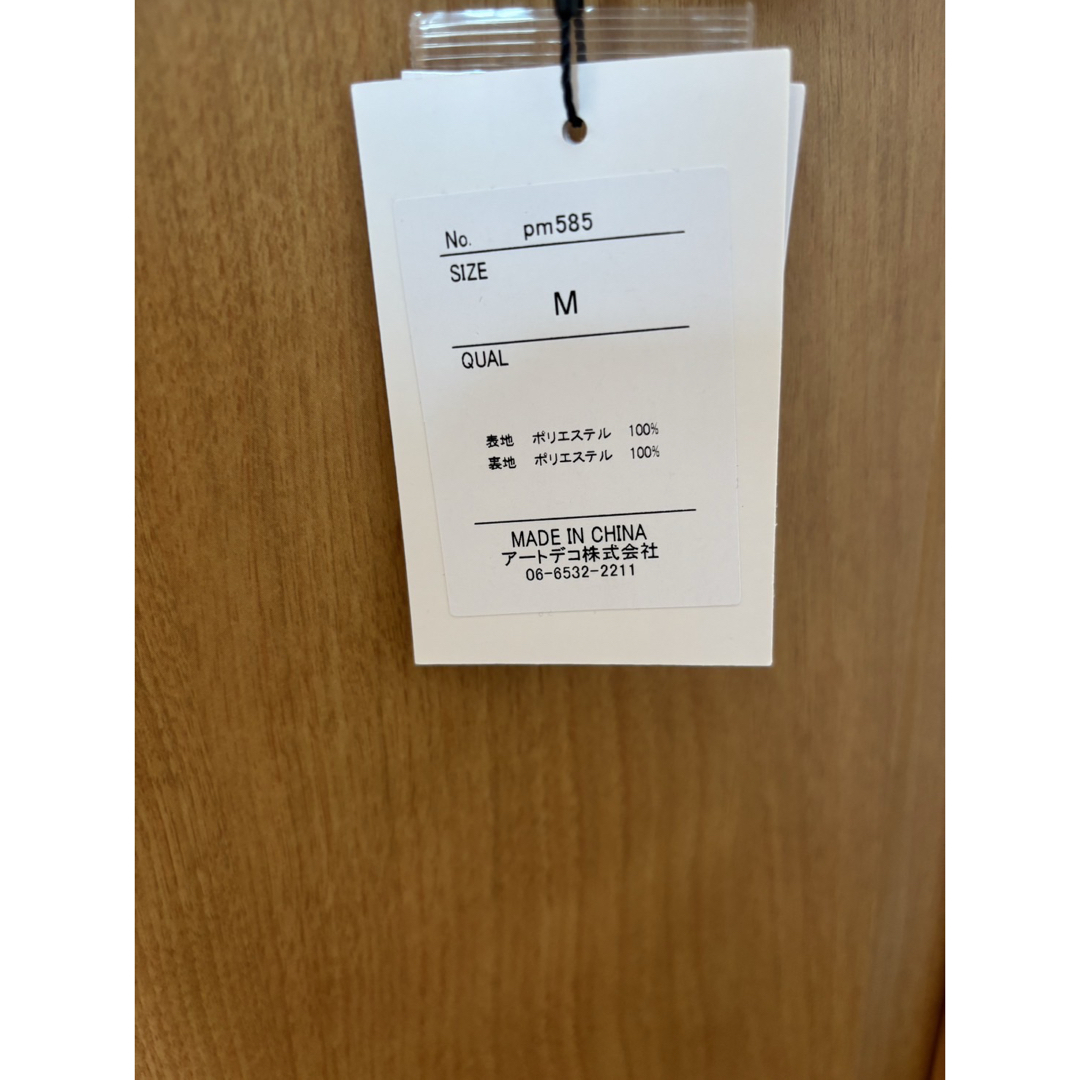 No. pm585
SIZE
M
QUAL
表地 ポリエステル 100%
裏地 ポリエステル 100%
MADE IN CHINA
アートデコ株式会社
06-6532-2211